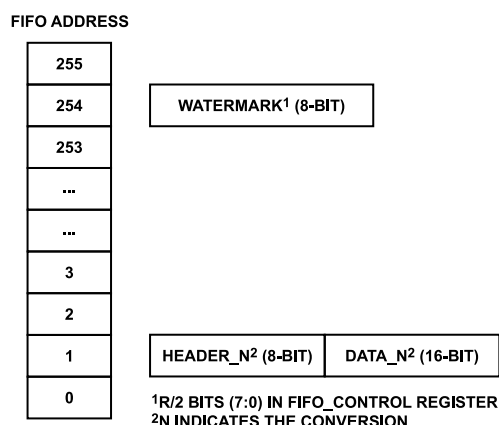 FIFO ADDRESS
255
254
WATERMARK¹ (8-BIT)
253
...
...
3
2
1
HEADER_N² (8-BIT)
DATA_N² (16-BIT)
0
¹R/2 BITS (7:0) IN FIFO_CONTROL REGISTER
²N INDICATES THE CONVERSION